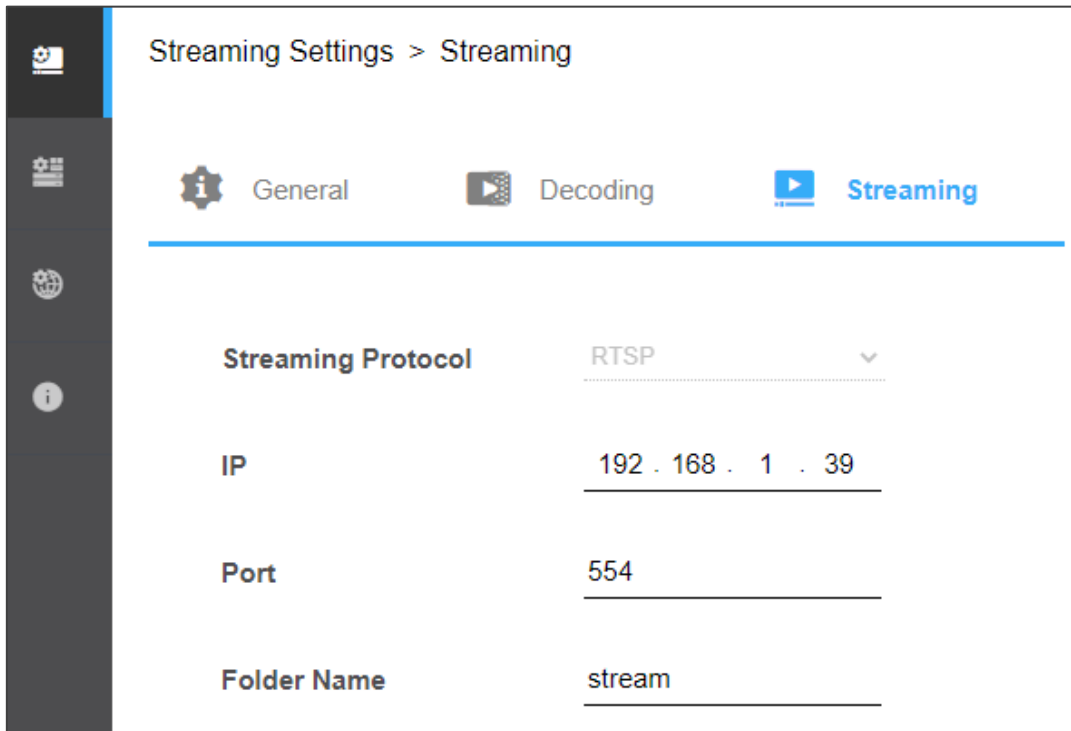 Streaming Settings > Streaming
General Decoding Streaming
Streaming Protocol RTSP
IP 192 . 168 . 1 . 39
Port 554
Folder Name stream